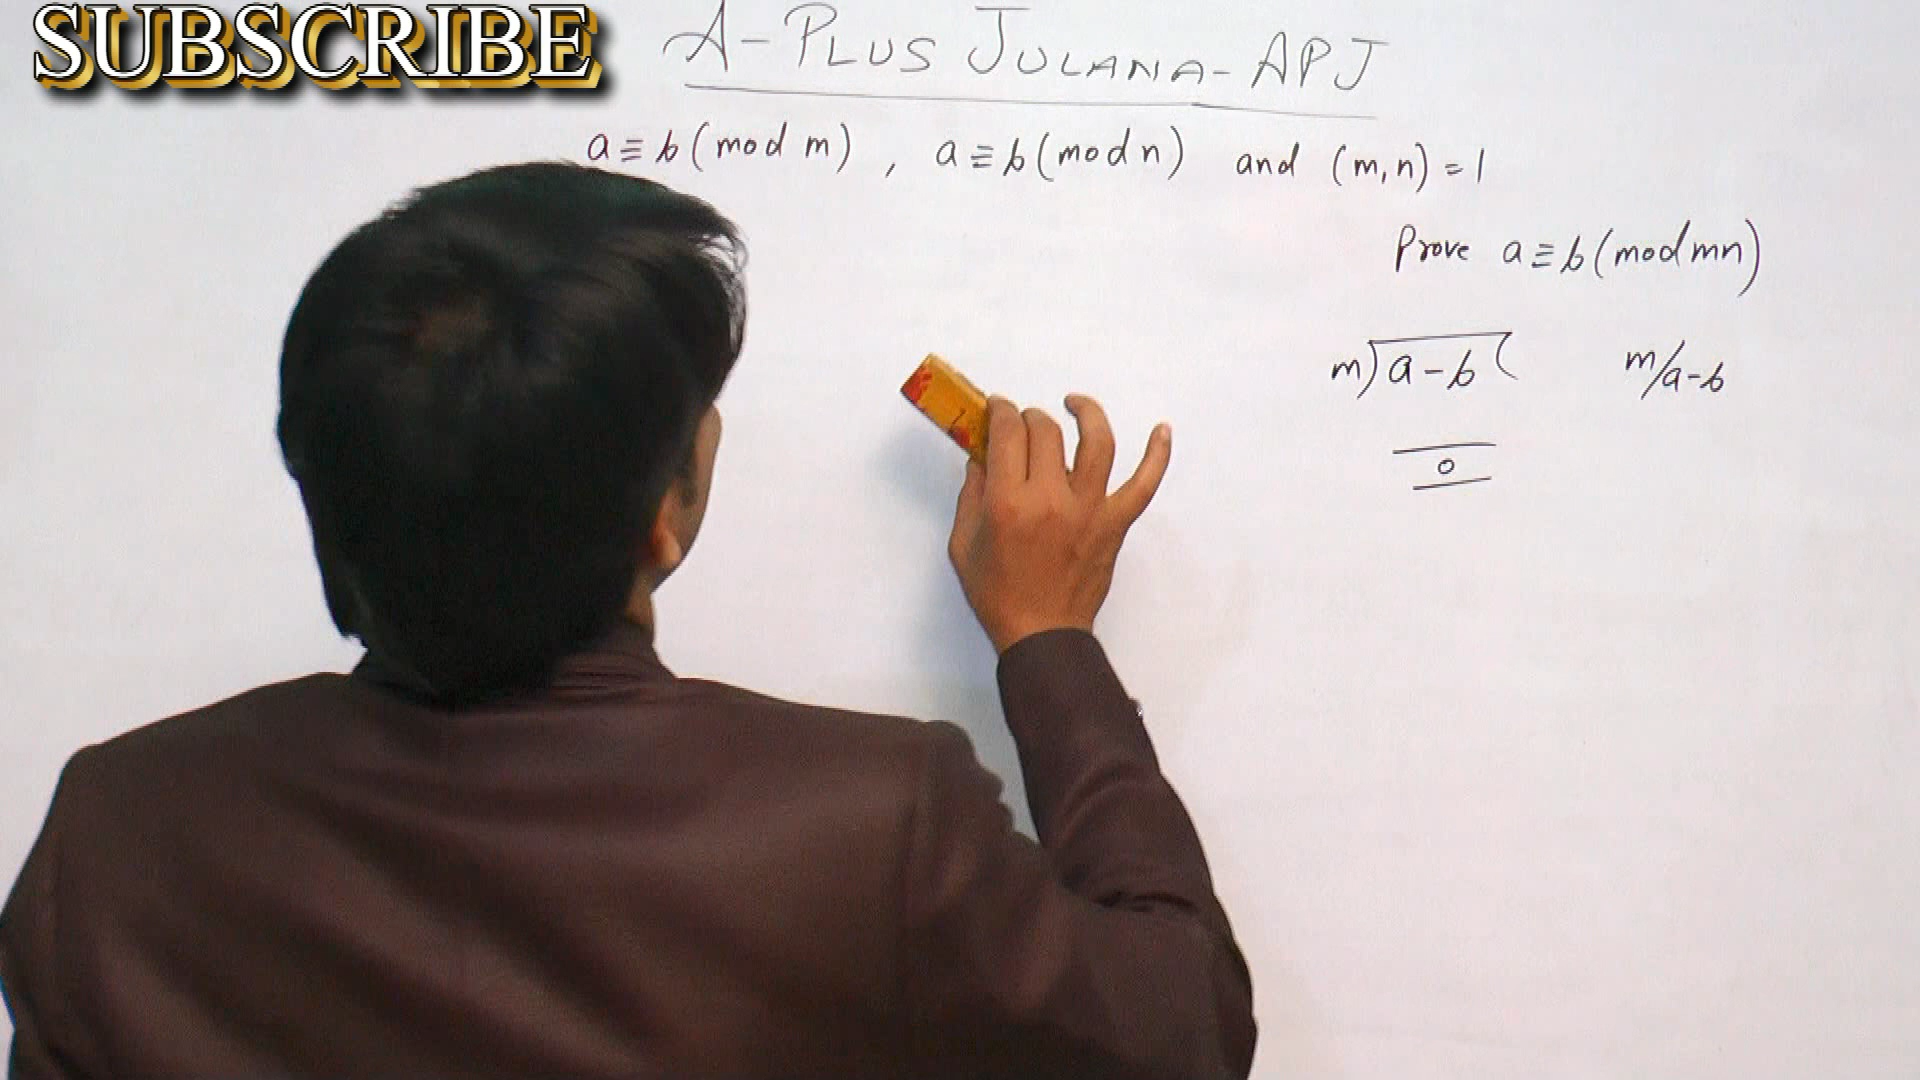 SUBSCRIBE
A-PLUS JULANA-APJ
a ≡ b (mod m) , a ≡ b (mod n) and (m,n) = 1
Prove a ≡ b (mod mn)
m) a - b (
m/a-b
0